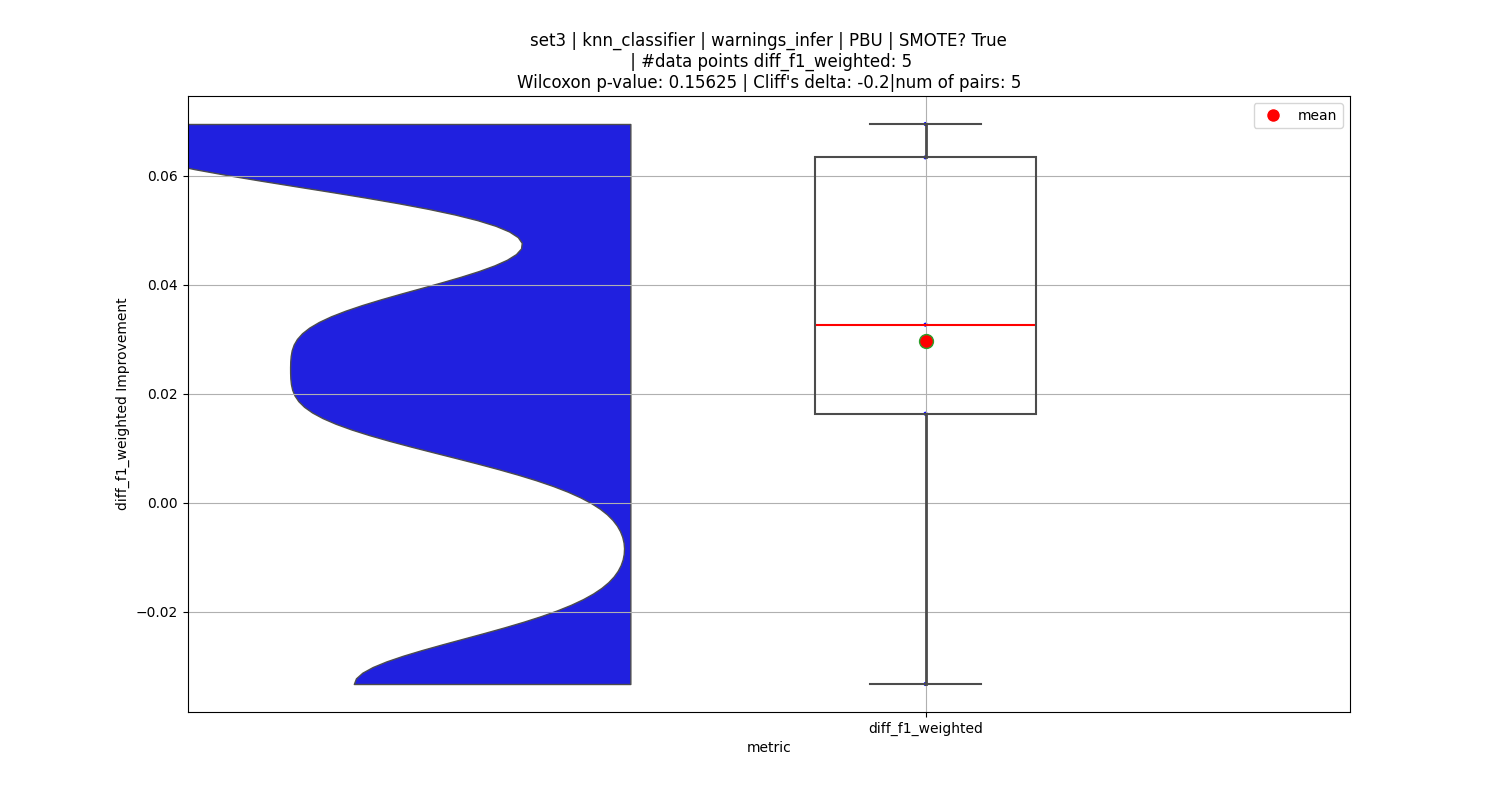 set3 | knn_classifier | warnings_infer | PBU | SMOTE? True
| #data points diff_f1_weighted: 5
Wilcoxon p-value: 0.15625 | Cliff's delta: -0.2|num of pairs: 5
mean
0.06
0.04
0.02
0.00
−0.02
diff_f1_weighted Improvement
diff_f1_weighted
metric